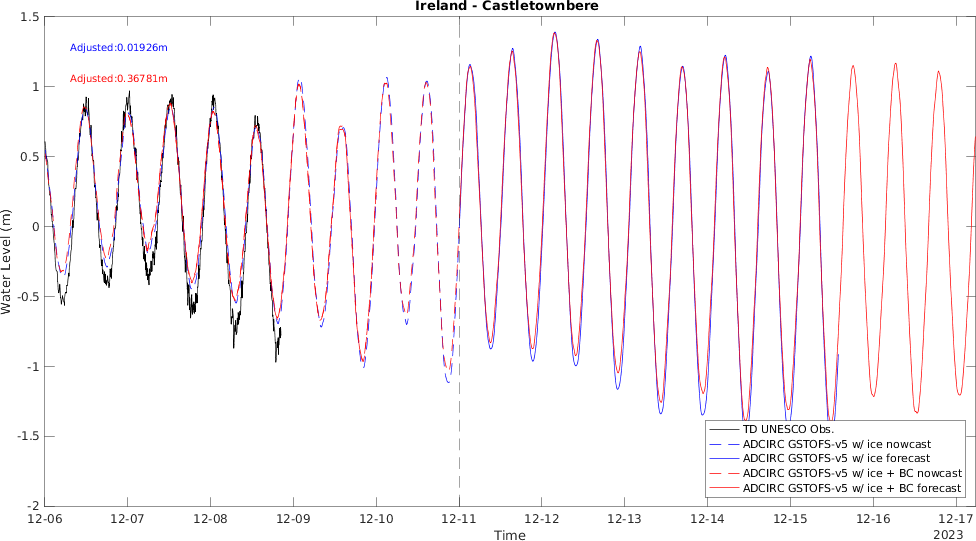 Ireland - Castletownbere
1.5
Adjusted:0.01926m
Adjusted:0.36781m
1
0.5
0
-0.5
-1
-1.5
-2
Water Level (m)
TD UNESCO Obs.
ADCIRC GSTOFS-v5 w/ ice nowcast
ADCIRC GSTOFS-v5 w/ ice forecast
ADCIRC GSTOFS-v5 w/ ice + BC nowcast
ADCIRC GSTOFS-v5 w/ ice + BC forecast
12-06 12-07 12-08 12-09 12-10 12-11 12-12 12-13 12-14 12-15 12-16 12-17
Time
2023